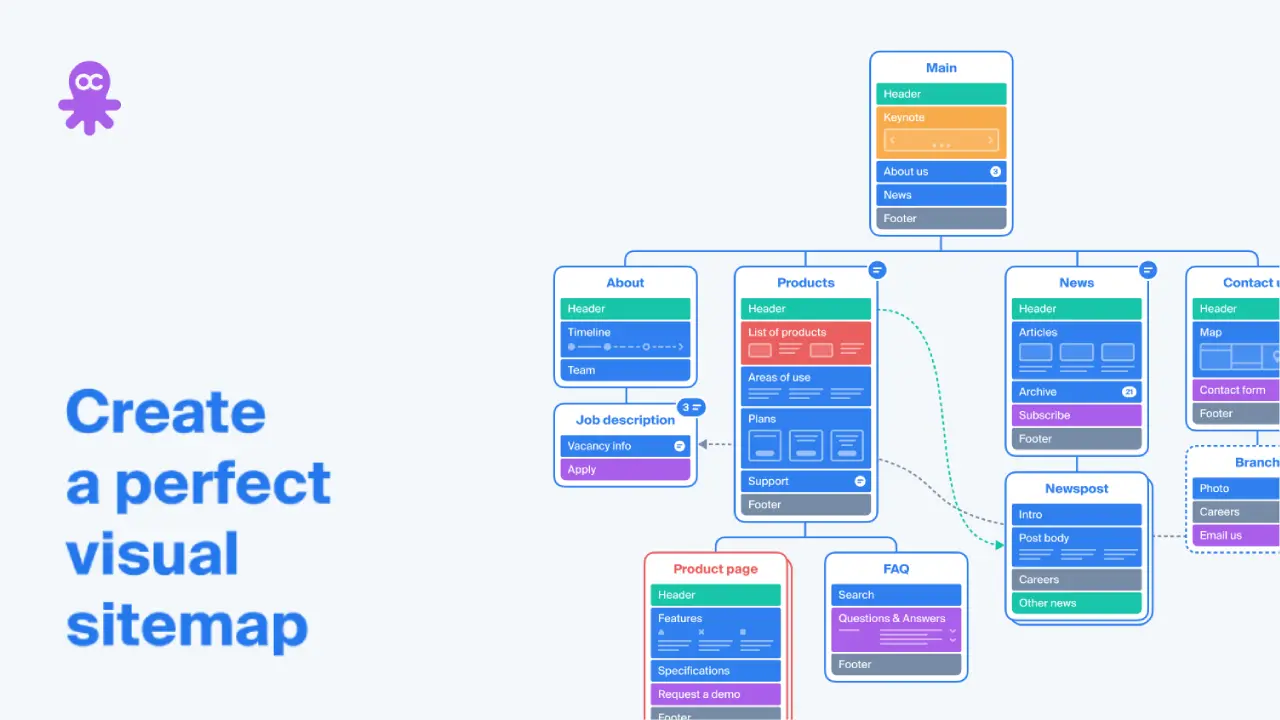 Create
a perfect
visual
sitemap
Main
Header
Keynote
About us 3
News
Footer
About
Header
Timeline
Team
Job description
3
Vacancy info
Apply
Products
Header
List of products
Areas of use
Plans
Support
Footer
Product page
Header
Features
Specifications
Request a demo
Footer
FAQ
Search
Questions & Answers
Footer
News
Header
Articles
Archive 21
Subscribe
Footer
Newspost
Intro
Post body
Careers
Other news
Contact u
Header
Map
Contact form
Footer
Branch
Photo
Careers
Email us